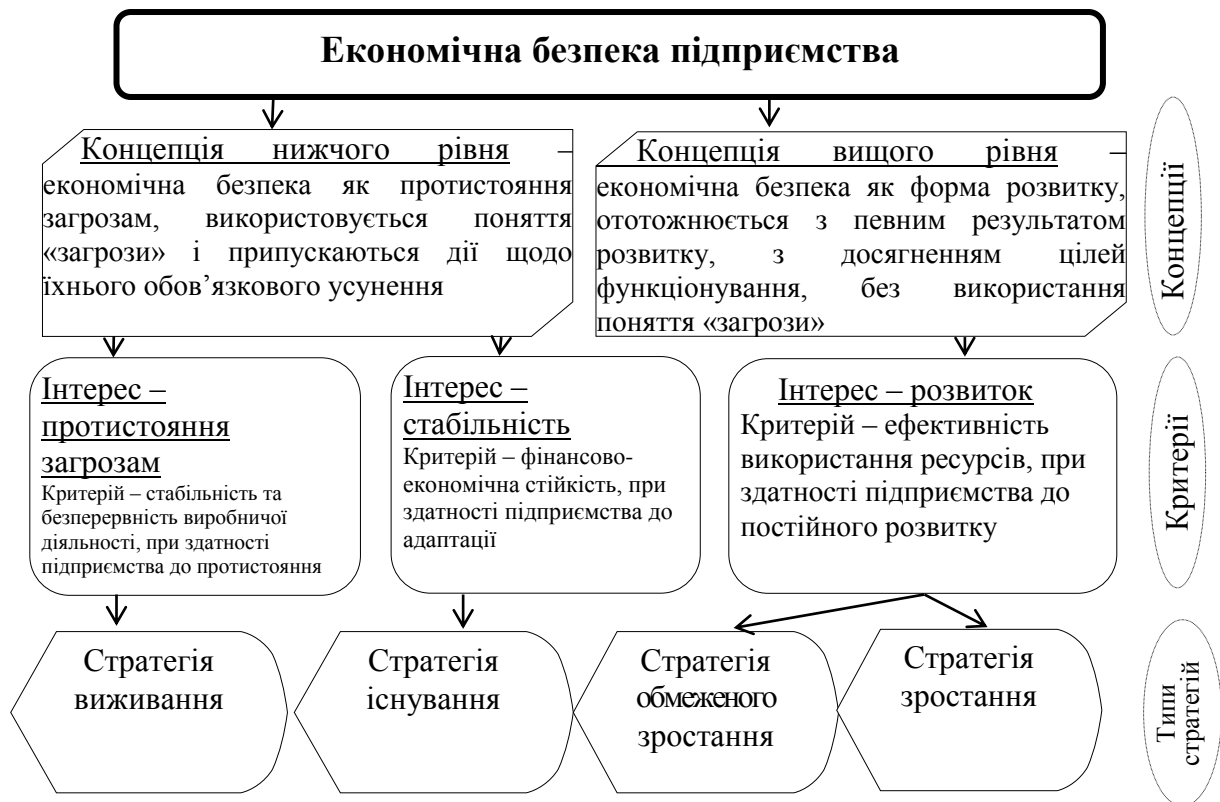 Економічна безпека підприємства
Концепція нижчого рівня –
економічна безпека як протистояння
загрозам, використовується поняття
«загрози» і припускаються дії щодо
їхнього обов’язкового усунення
Концепція вищого рівня –
економічна безпека як форма розвитку,
ототожнюється з певним результатом
розвитку, з досягненням цілей
функціонування, без використання
поняття «загрози»
Концепції
Інтерес –
протистояння
загрозам
Критерій – стабільність та
безперервність виробничої
діяльності, при здатності
підприємства до протистояння
Інтерес –
стабільність
Критерій – фінансово-
економічна стійкість, при
здатності підприємства до
адаптації
Інтерес – розвиток
Критерій – ефективність
використання ресурсів, при
здатності підприємства до
постійного розвитку
Критерії
Стратегія
виживання
Стратегія
існування
Стратегія
обмеженого
зростання
Стратегія
зростання
Типи
стратегій